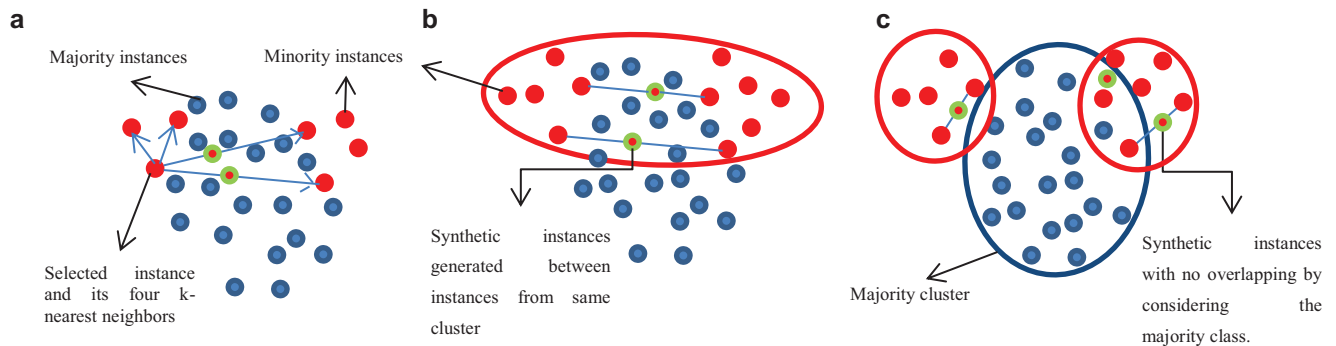 a
Majority instances
Minority instances
Selected instance
and its four k-
nearest neighbors
b
Synthetic instances
generated between
instances from same
cluster
c
Majority cluster
Synthetic instances
with no overlapping by
considering the
majority class.